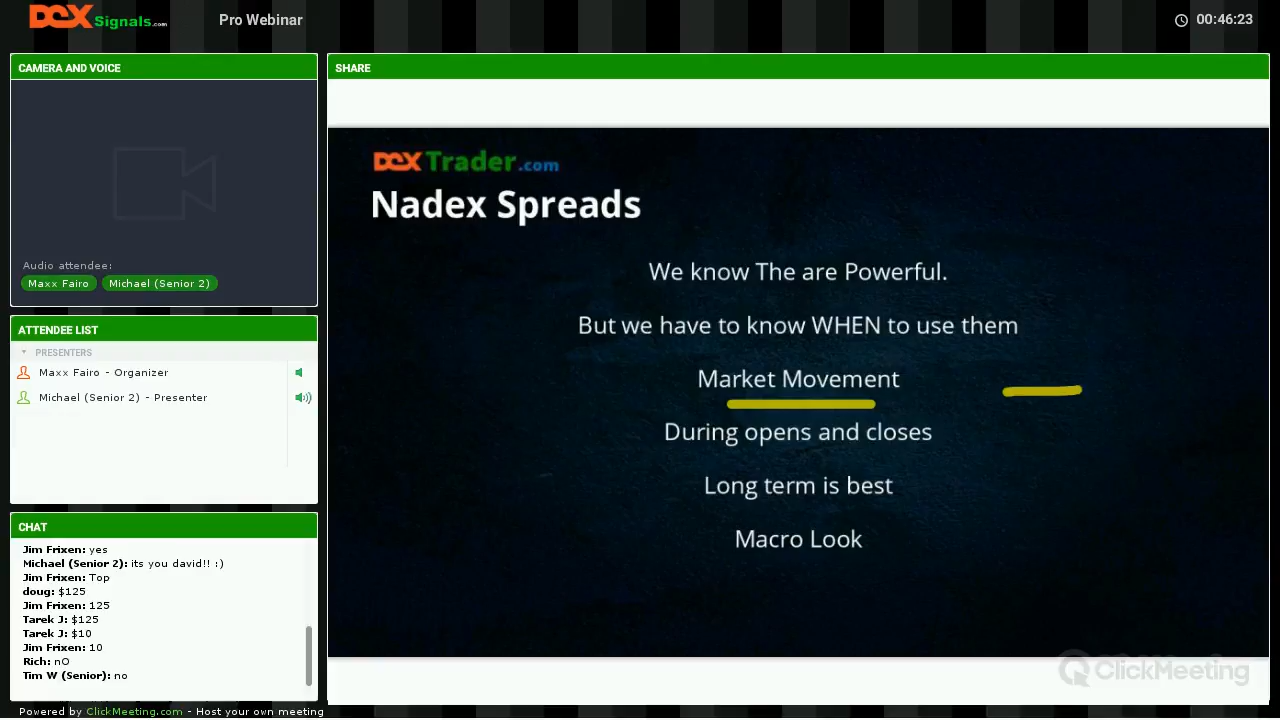 DCX Signals.com
Pro Webinar
00:46:23
CAMERA AND VOICE
Audio attendee:
Maxx Fairo
Michael (Senior 2)
ATTENDEE LIST
PRESENTERS
Maxx Fairo - Organizer
Michael (Senior 2) - Presenter
CHAT
Jim Frixen: yes
Michael (Senior 2): its you david!! :)
Jim Frixen: Top
doug: $125
Jim Frixen: 125
Tarek J: $125
Tarek J: $10
Jim Frixen: 10
Rich: nO
Tim W (Senior): no
SHARE
DCX Trader.com
Nadex Spreads
We know The are Powerful.
But we have to know WHEN to use them
Market Movement
During opens and closes
Long term is best
Macro Look
ClickMeeting
Powered by ClickMeeting.com - Host your own meeting